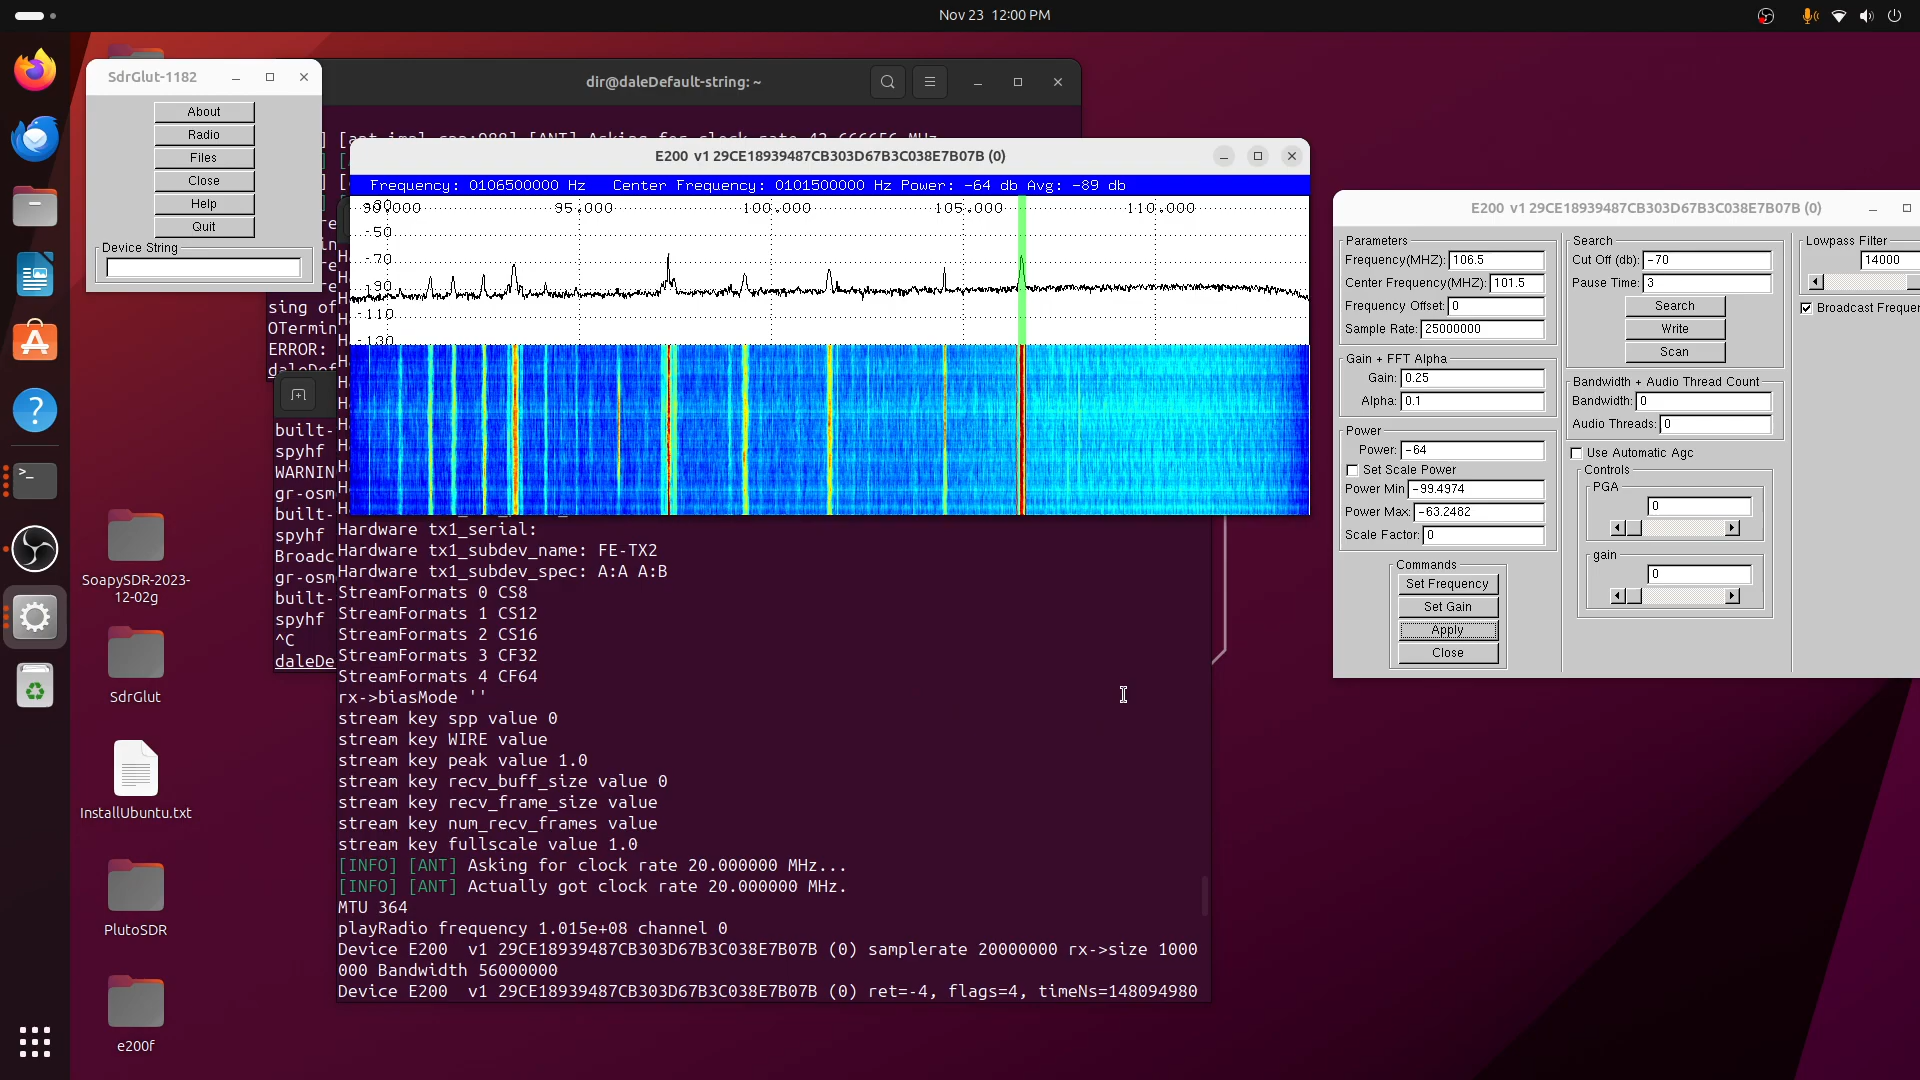 Nov 23  12:00 PM
SdrGlut-1182
About
Radio
Files
Close
Help
Quit
Device String
dir@daleDefault-string: ~
E200  v1 29CE18939487CB303D67B3C038E7B07B (0)
Frequency: 0106500000 Hz   Center Frequency: 0101500000 Hz Power: -64 db Avg: -89 db
95.000
100.000
105.000
110.000
-50
-70
-90
-110
-130
sing of
OTermin
ERROR:
built-
spyhf
WARNIN
gr-osm
built-
spyhf
Broadc
gr-osm
built-
spyhf
^C
daleDe
Hardware tx1_serial:
Hardware tx1_subdev_name: FE-TX2
Hardware tx1_subdev_spec: A:A A:B
StreamFormats 0 CS8
StreamFormats 1 CS12
StreamFormats 2 CS16
StreamFormats 3 CF32
StreamFormats 4 CF64
rx->biasMode ''
stream key spp value 0
stream key WIRE value
stream key peak value 1.0
stream key recv_buff_size value 0
stream key recv_frame_size value
stream key num_recv_frames value
stream key fullscale value 1.0
[INFO] [ANT] Asking for clock rate 20.000000 MHz...
[INFO] [ANT] Actually got clock rate 20.000000 MHz.
MTU 364
playRadio frequency 1.015e+08 channel 0
Device E200  v1 29CE18939487CB303D67B3C038E7B07B (0) samplerate 20000000 rx->size 1000
000 Bandwidth 56000000
Device E200  v1 29CE18939487CB303D67B3C038E7B07B (0) ret=-4, flags=4, timeNs=148094980
E200  v1 29CE18939487CB303D67B3C038E7B07B (0)
Parameters
Frequency(MHZ): 106.5
Center Frequency(MHZ): 101.5
Frequency Offset: 0
Sample Rate: 25000000
Gain + FFT Alpha
Gain: 0.25
Alpha: 0.1
Power
Power: -64
Set Scale Power
Power Min -99.4974
Power Max: -63.2482
Scale Factor: 0
Commands
Set Frequency
Set Gain
Apply
Close
Search
Cut Off (db): -70
Pause Time: 3
Search
Write
Scan
Bandwidth + Audio Thread Count
Bandwidth: 0
Audio Threads: 0
Use Automatic Agc
Controls
PGA
0
gain
0
Lowpass Filter
14000
Broadcast Frequen
SoapySDR-2023-
12-02g
SdrGlut
InstallUbuntu.txt
PlutoSDR
e200f